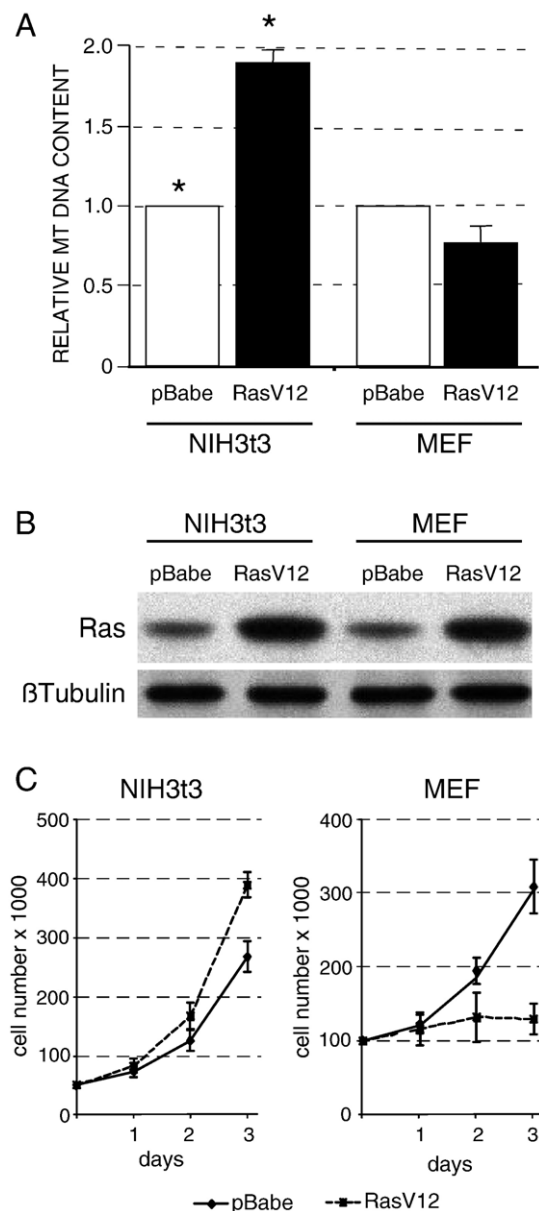 A
RELATIVE MT DNA CONTENT
2.0
1.5
1.0
0.5
0
*
*
pBabe RasV12 pBabe RasV12
NIH3t3 MEF
B
NIH3t3 MEF
pBabe RasV12 pBabe RasV12
Ras
ßTubulin
C
NIH3t3
cell number x 1000
500
400
300
200
100
0
1 2 3
days
MEF
cell number x 1000
400
300
200
100
0
1 2 3
days
pBabe RasV12